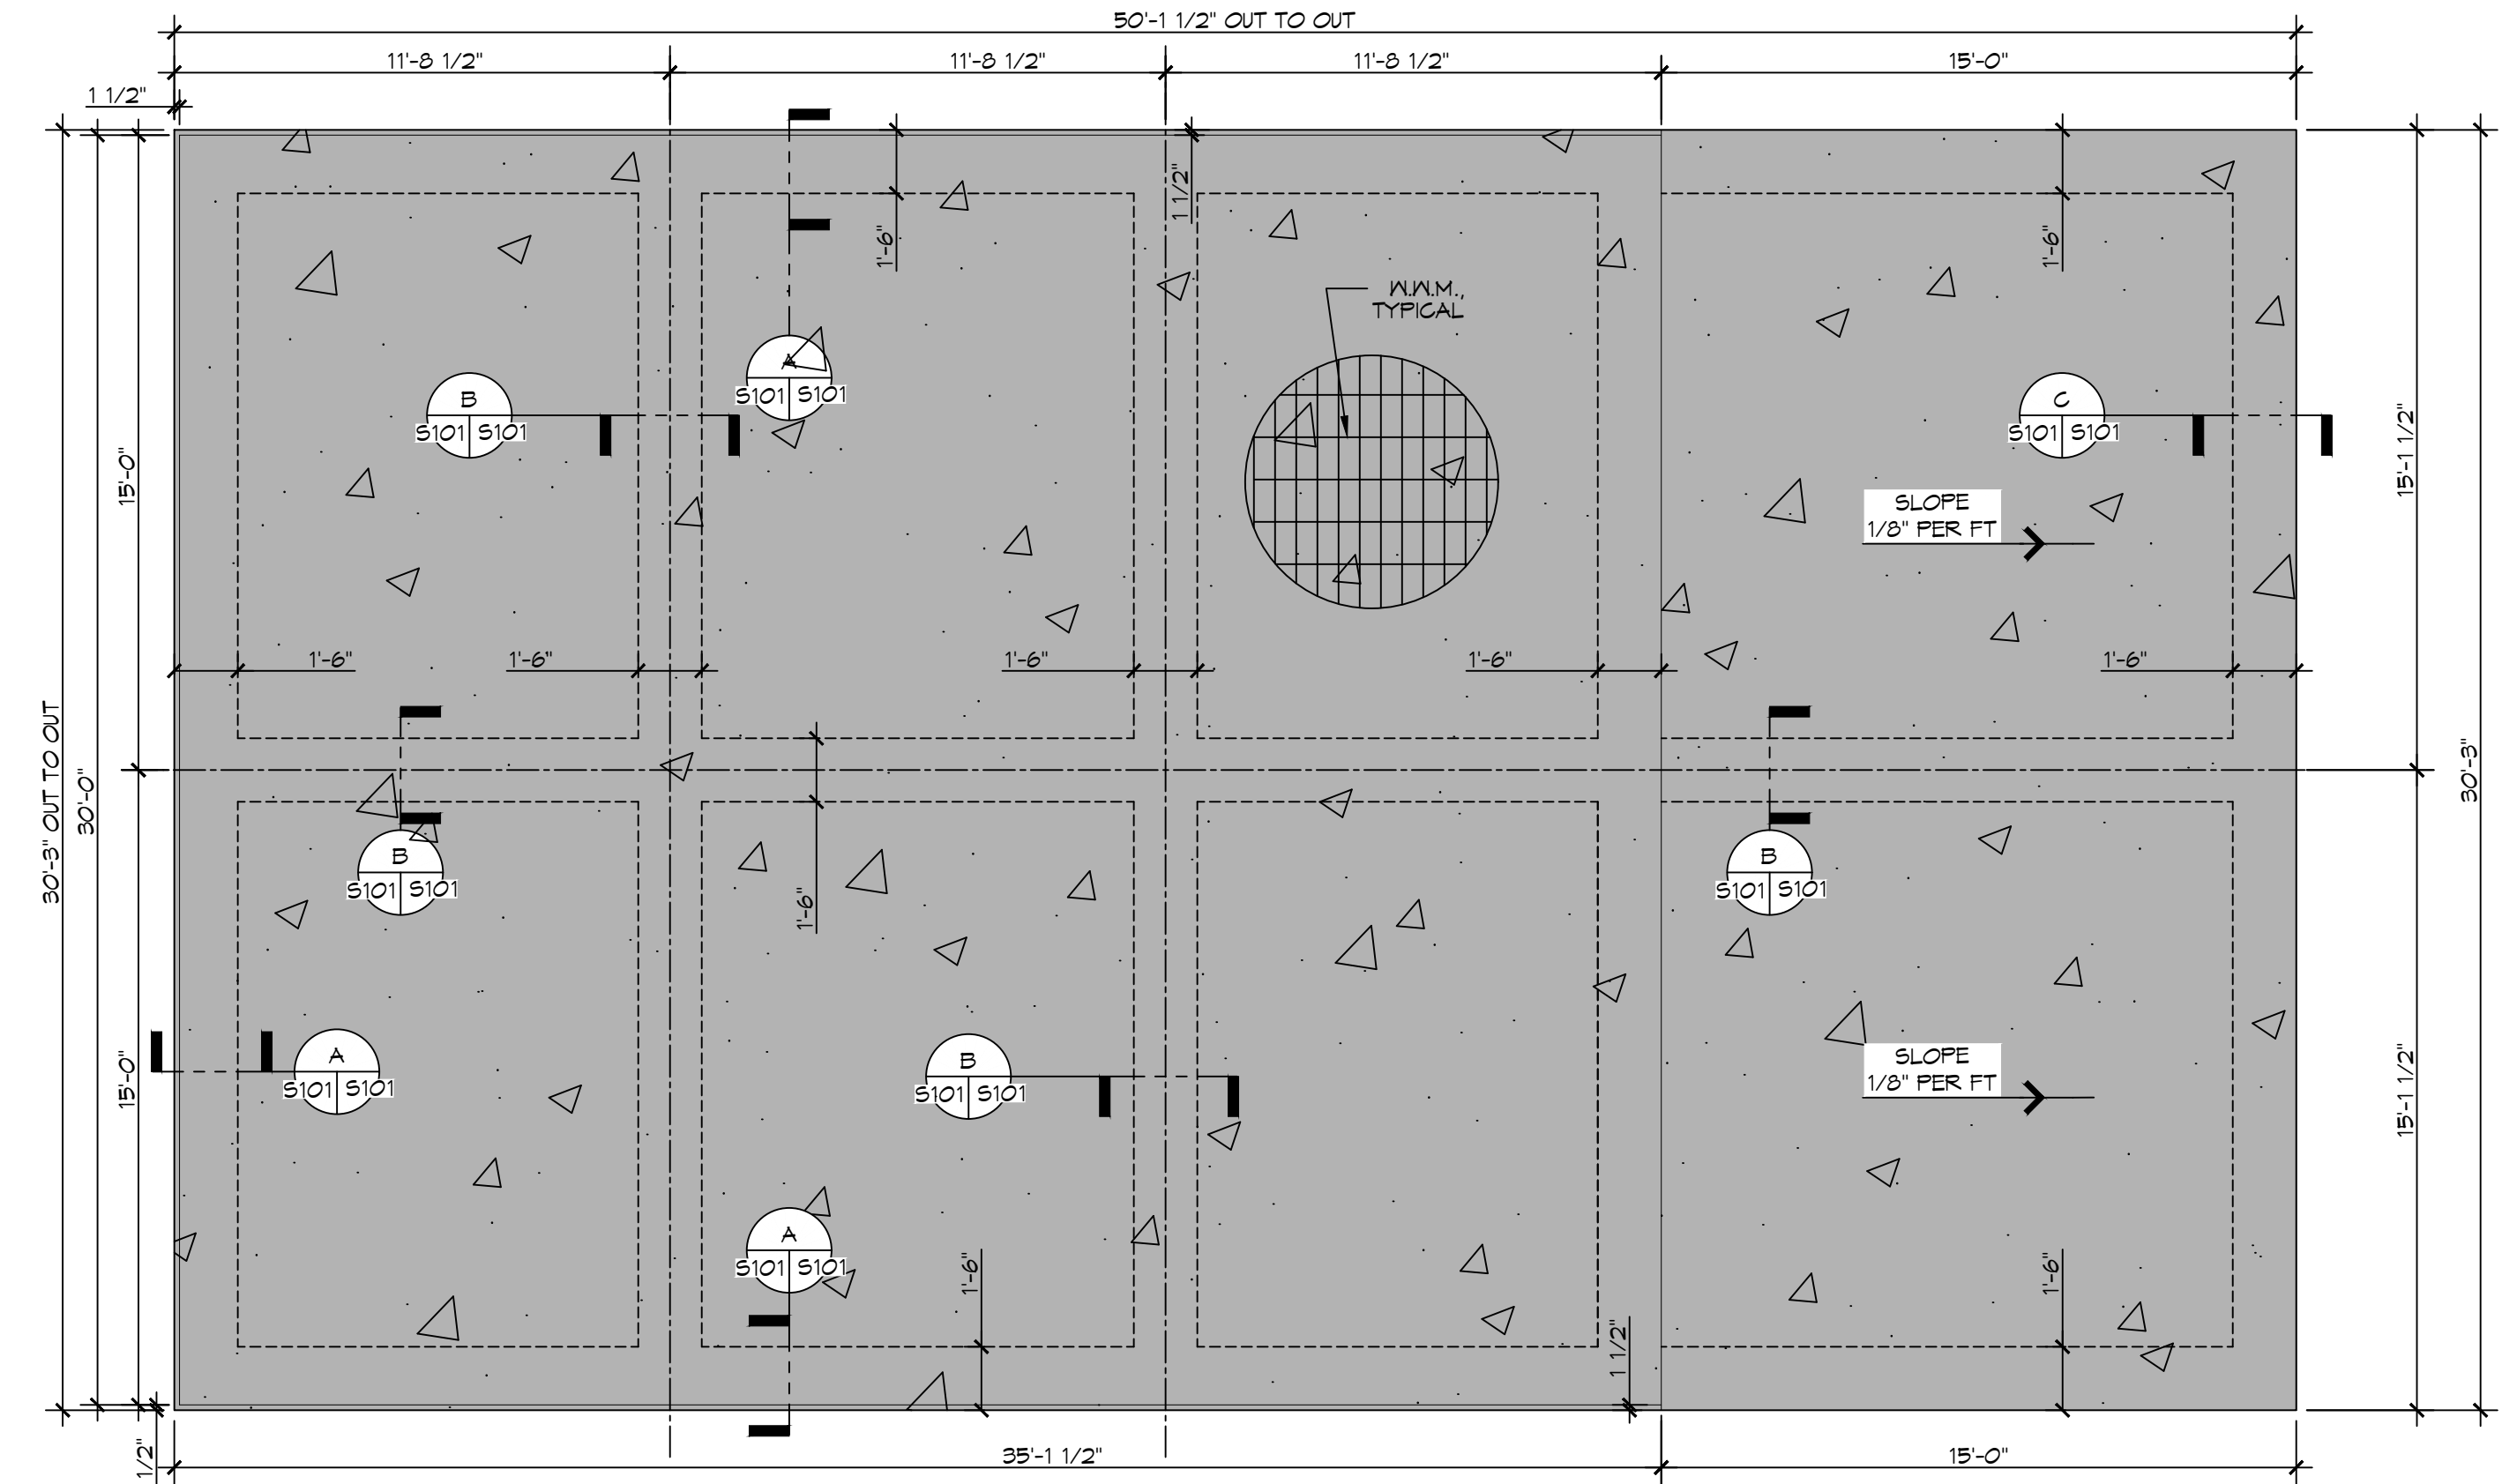 50'-1 1/2" OUT TO OUT
11'-8 1/2"
11'-8 1/2"
11'-8 1/2"
15'-0"
1 1/2"
1 1/2"
1'-6"
1'-6"
W.W.M.,
TYPICAL
A
S101 S101
B
S101 S101
C
S101 S101
15'-0"
15'-1 1/2"
SLOPE
1/8" PER FT
1'-6"
1'-6"
1'-6"
1'-6"
1'-6"
30'-3" OUT TO OUT
30'-0"
30'-3"
B
S101 S101
1'-6"
B
S101 S101
A
S101 S101
B
S101 S101
SLOPE
1/8" PER FT
15'-0"
15'-1 1/2"
A
S101 S101
1'-6"
1'-6"
1 1/2"
1/2"
35'-1 1/2"
15'-0"